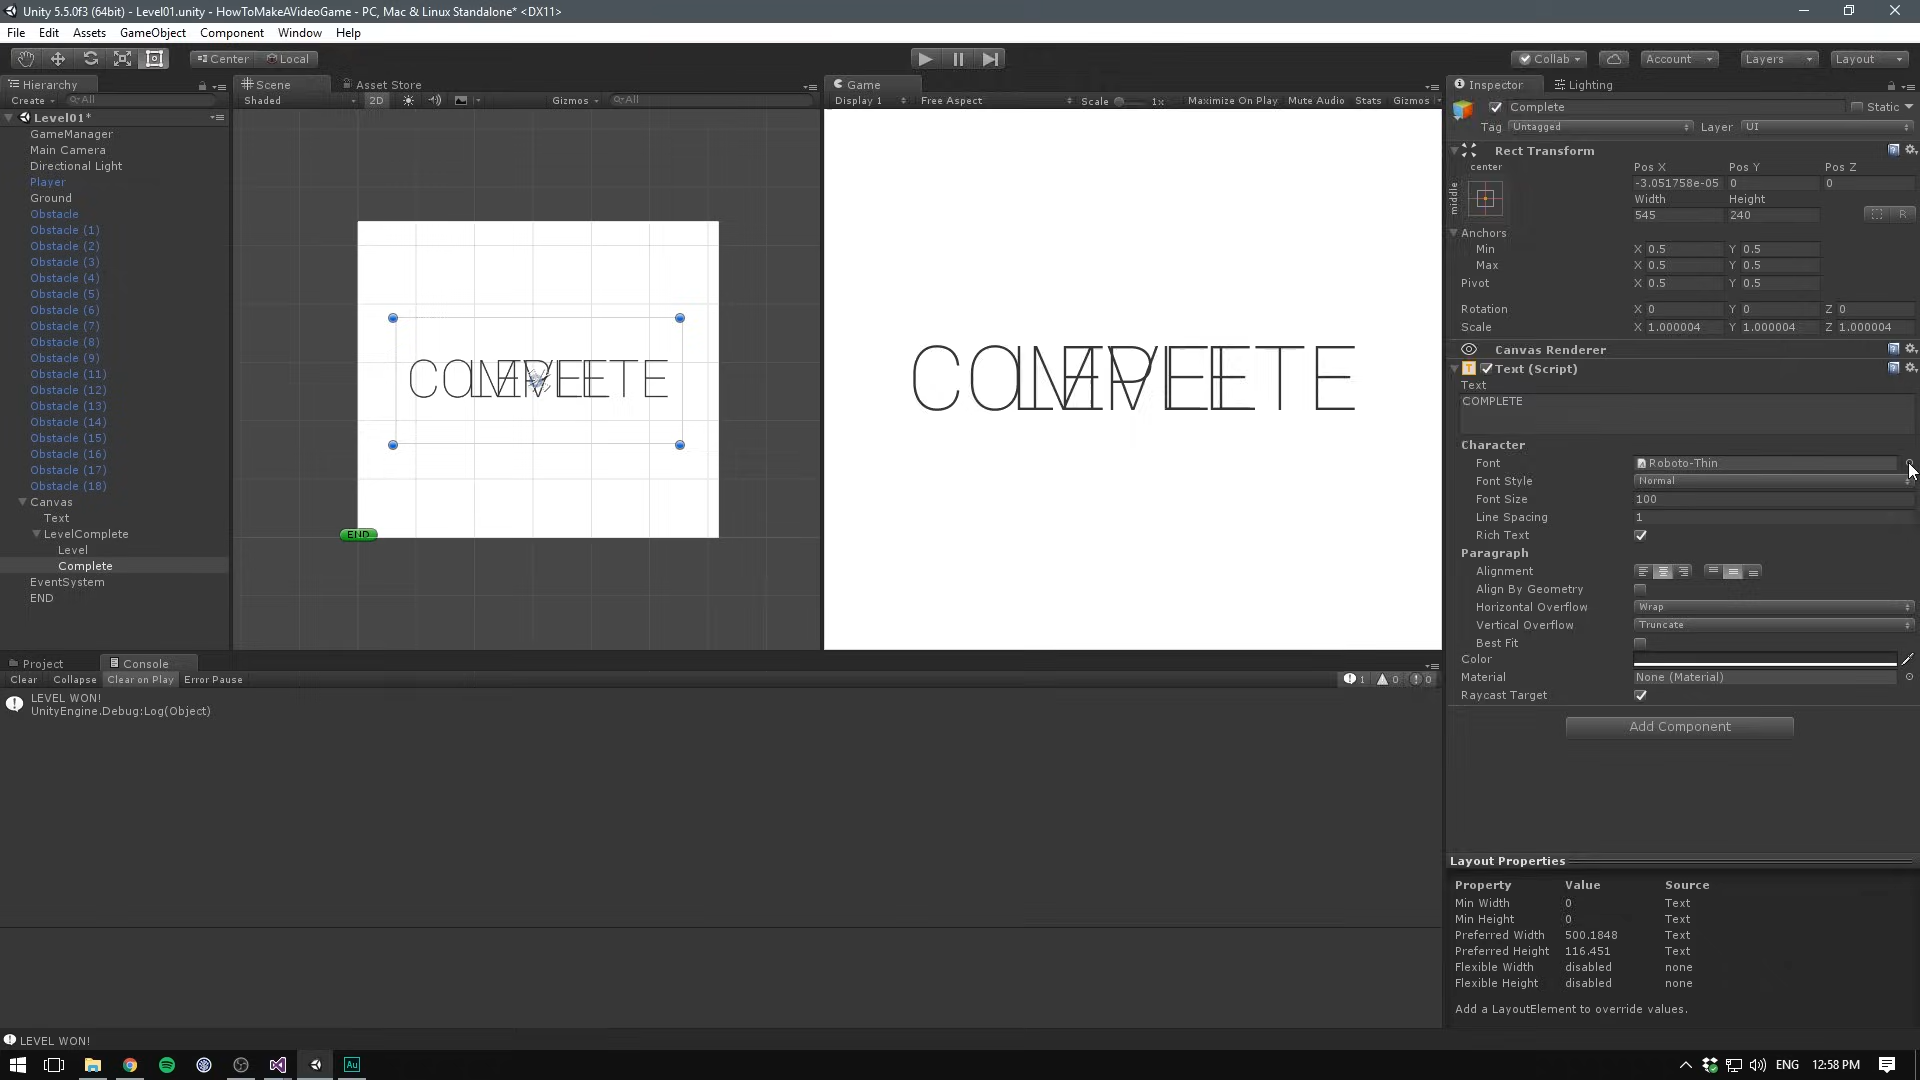 Unity 5.5.0f3 (64bit) - Level01.unity - HowToMakeAVideoGame - PC, Mac & Linux Standalone* <DX11>
File Edit Assets GameObject Component Window Help
Center Local
Collab Account Layers Layout
Hierarchy
Create All
Level01*
GameManager
Main Camera
Directional Light
Player
Ground
Obstacle
Obstacle (1)
Obstacle (2)
Obstacle (3)
Obstacle (4)
Obstacle (5)
Obstacle (6)
Obstacle (7)
Obstacle (8)
Obstacle (9)
Obstacle (11)
Obstacle (12)
Obstacle (13)
Obstacle (14)
Obstacle (15)
Obstacle (16)
Obstacle (17)
Obstacle (18)
Canvas
Text
LevelComplete
Level
Complete
EventSystem
END
Scene Asset Store
Shaded 2D Gizmos All
COMPLETE
LEVEL
END
Game
Display 1 Free Aspect Scale 1x Maximize On Play Mute Audio Stats Gizmos
COMPLETE
LEVEL
Inspector Lighting
Complete Static
Tag Untagged Layer UI
Rect Transform
center
middle
Pos X Pos Y Pos Z
-3.051758e-05 0 0
Width Height
545 240 R
Anchors
Min X 0.5 Y 0.5
Max X 0.5 Y 0.5
Pivot X 0.5 Y 0.5
Rotation X 0 Y 0 Z 0
Scale X 1.000004 Y 1.000004 Z 1.000004
Canvas Renderer
Text (Script)
Text
COMPLETE
Character
Font Roboto-Thin
Font Style Normal
Font Size 100
Line Spacing 1
Rich Text
Paragraph
Alignment
Align By Geometry
Horizontal Overflow Wrap
Vertical Overflow Truncate
Best Fit
Color
Material None (Material)
Raycast Target
Add Component
Layout Properties
Property Value Source
Min Width 0 Text
Min Height 0 Text
Preferred Width 500.1848 Text
Preferred Height 116.451 Text
Flexible Width disabled none
Flexible Height disabled none
Add a LayoutElement to override values.
Project Console
Clear Collapse Clear on Play Error Pause 1 0 0
LEVEL WON!
UnityEngine.Debug:Log(Object)
LEVEL WON!
Au
ENG 12:58 PM